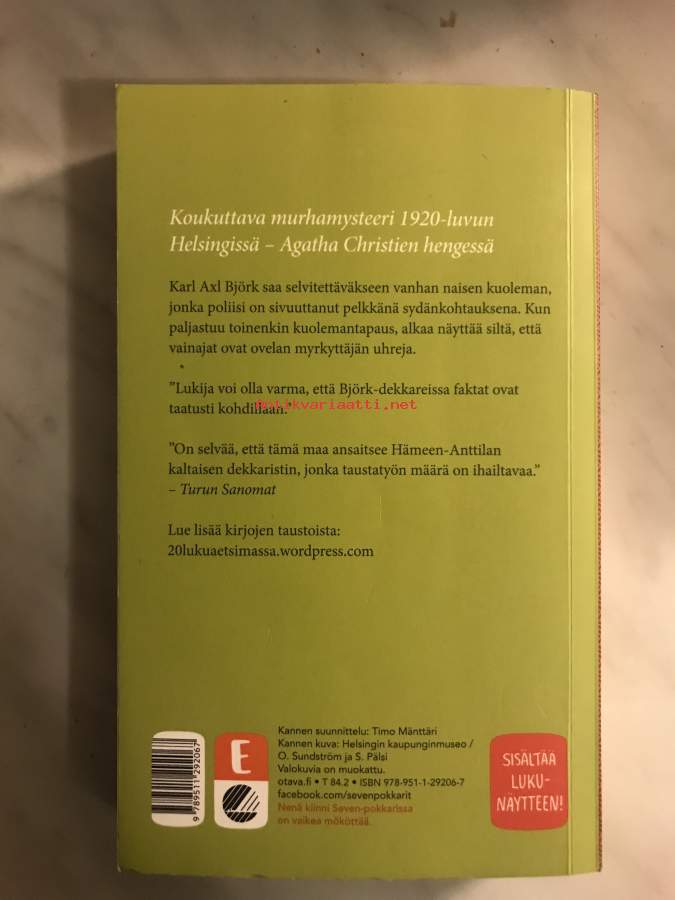 Koukuttava murhamysteeri 1920-luvun
Helsingissä – Agatha Christien hengessä
Karl Axl Björk saa selvitettäväkseen vanhan naisen kuoleman,
jonka poliisi on sivuuttanut pelkkänä sydänkohtauksena. Kun
paljastuu toinenkin kuolemantapaus, alkaa näyttää siltä, että
vainajat ovat ovelan myrkyttäjän uhreja.
”Lukija voi olla varma, että Björk-dekkareissa faktat ovat
taatusti kohdillaan.”
antikvariaatti.net
”On selvää, että tämä maa ansaitsee Hämeen-Anttilan
kaltaisen dekkaristin, jonka taustatyön määrä on ihailtavaa.”
– Turun Sanomat
Lue lisää kirjojen taustoista:
20lukuaetsimassa.wordpress.com
9 789511 292067
E
Kannen suunnittelu: Timo Mänttäri
Kannen kuva: Helsingin kaupunginmuseo /
O. Sundström ja S. Pälsi
Valokuvia on muokattu.
otava.fi • T 84.2 • ISBN 978-951-1-29206-7
facebook.com/sevenpokkarit
Nenä kiinni Seven-pokkarissa
on vaikea mököttää.
SISÄLTÄÄ
LUKU-
NÄYTTEEN!